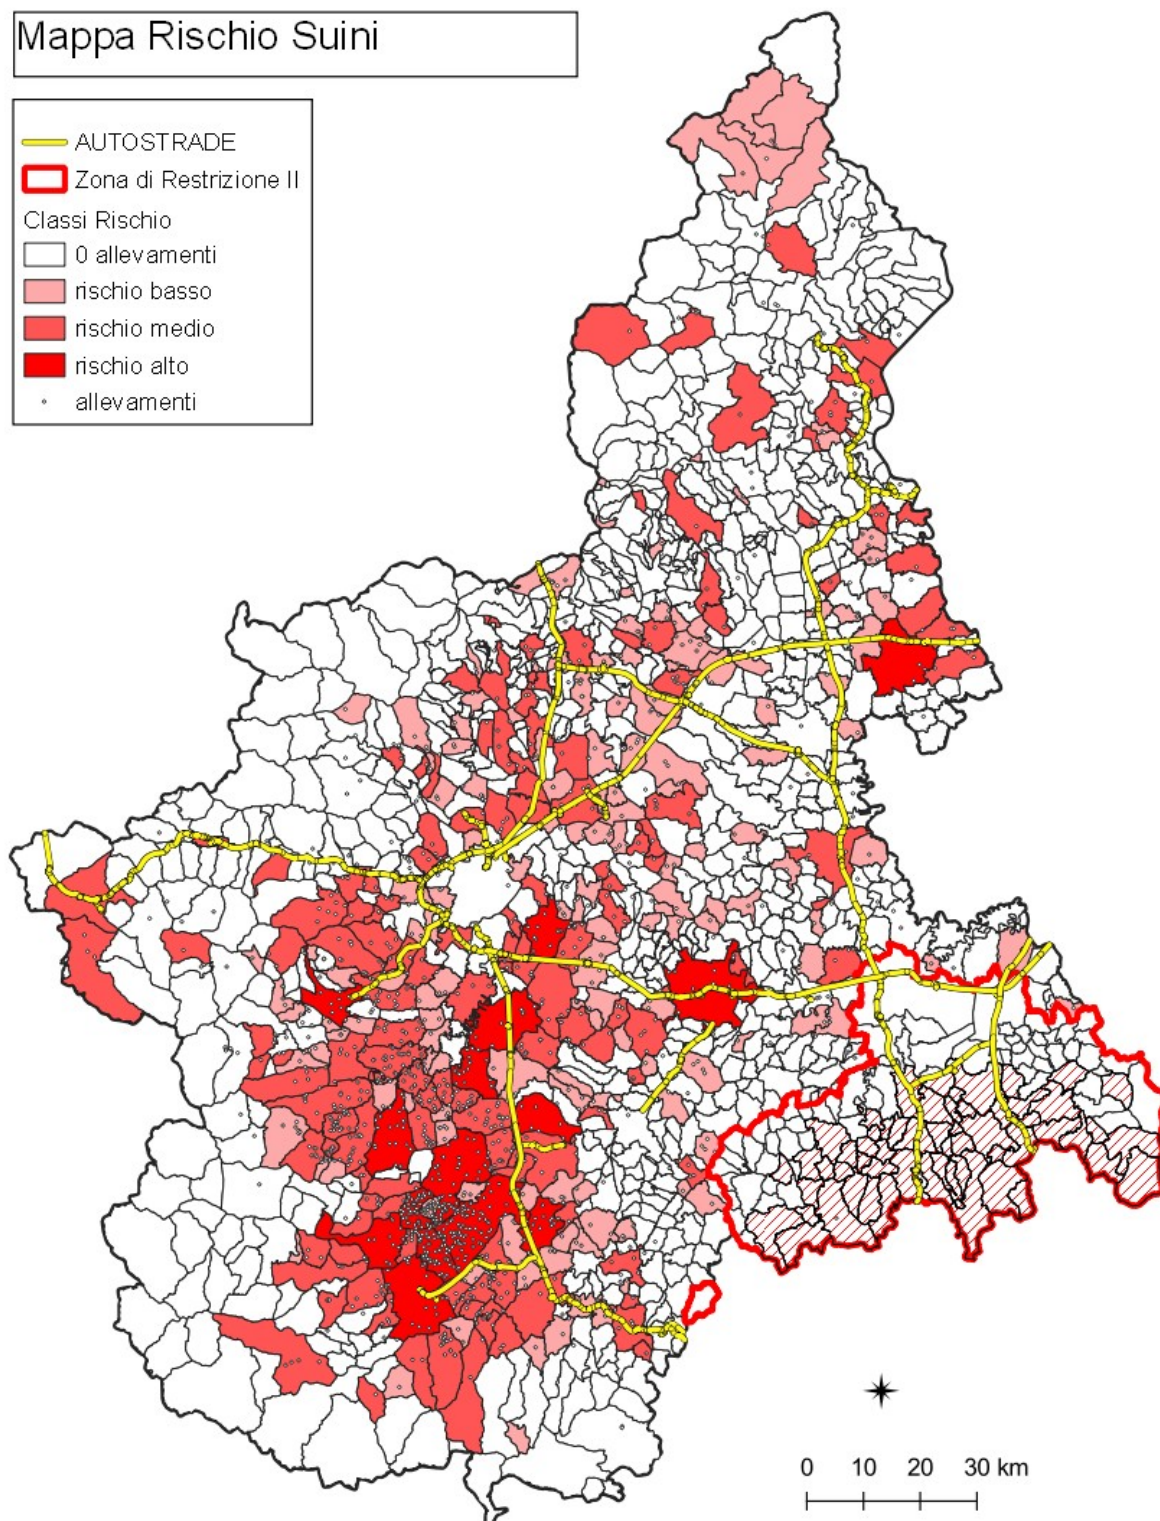 Mappa Rischio Suini
AUTOSTRADE
Zona di Restrizione II
Classi Rischio
0 allevamenti
rischio basso
rischio medio
rischio alto
allevamenti
0 10 20 30 km